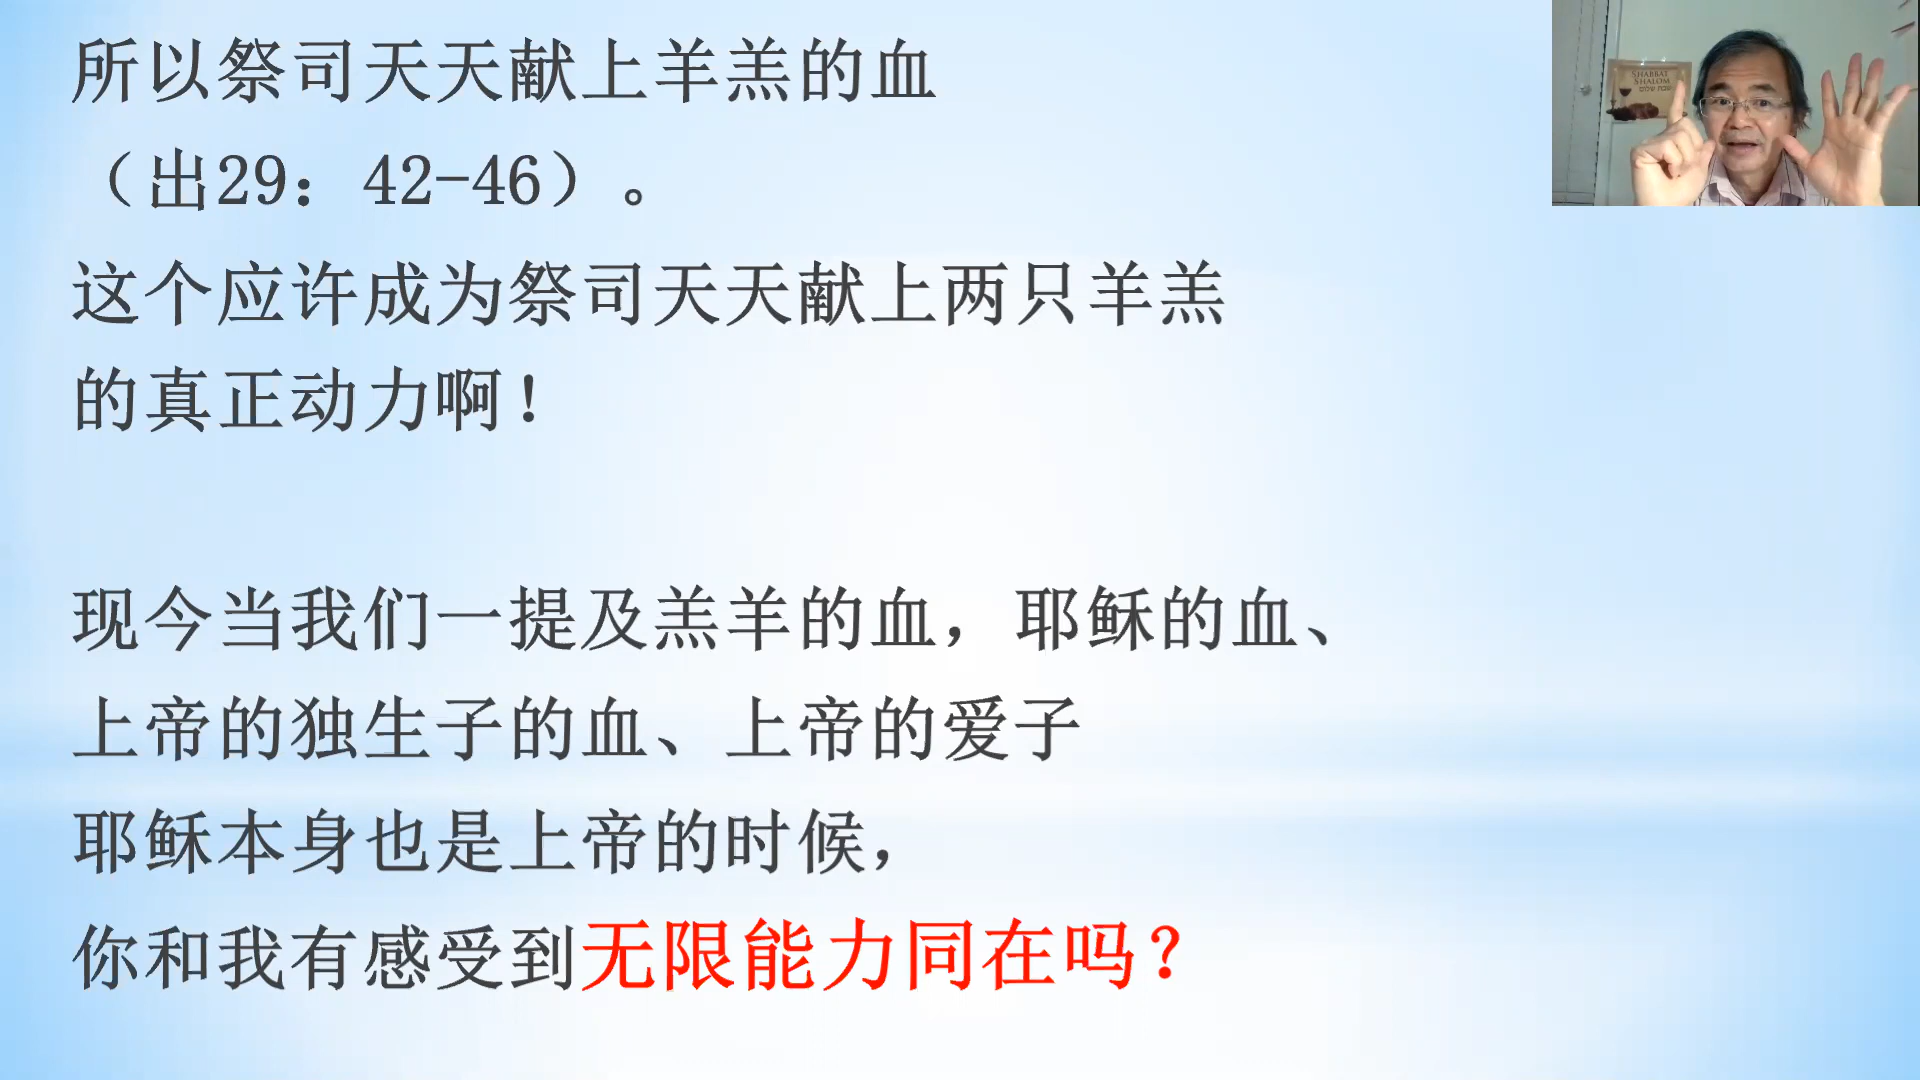 所以祭司天天献上羊羔的血
（出29：42-46）。
这个应许成为祭司天天献上两只羊羔
的真正动力啊！
现今当我们一提及羔羊的血，耶稣的血、
上帝的独生子的血、上帝的爱子
耶稣本身也是上帝的时候，
你和我有感受到无限能力同在吗？
SHABBAT
SHALOM